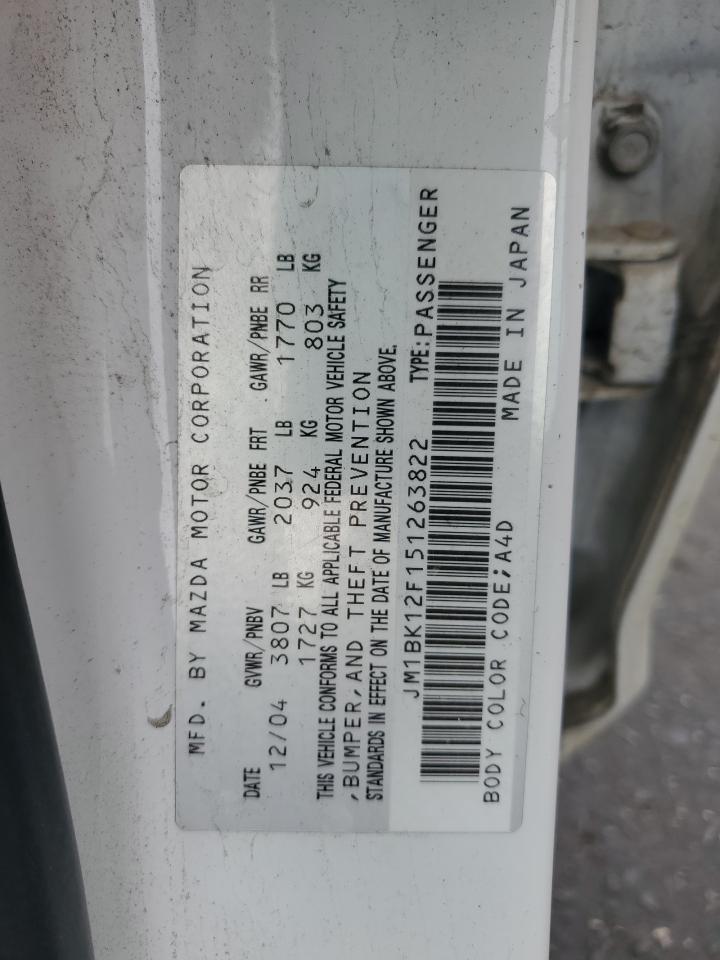 MFD. BY MAZDA MOTOR CORPORATION
DATE GVWR/PNBV GAWR/PNBE FRT . GAWR/PNBE RR
12/04 3807 LB 2037 LB 1770 LB
1727 KG 924 KG 803 KG
THIS VEHICLE CONFORMS TO ALL APPLICABLE FEDERAL MOTOR VEHICLE SAFETY
,BUMPER,AND THEFT PREVENTION
STANDARDS IN EFFECT ON THE DATE OF MANUFACTURE SHOWN ABOVE.
JM1BK12F151263822 TYPE:PASSENGER
BODY COLOR CODE;A4D MADE IN JAPAN